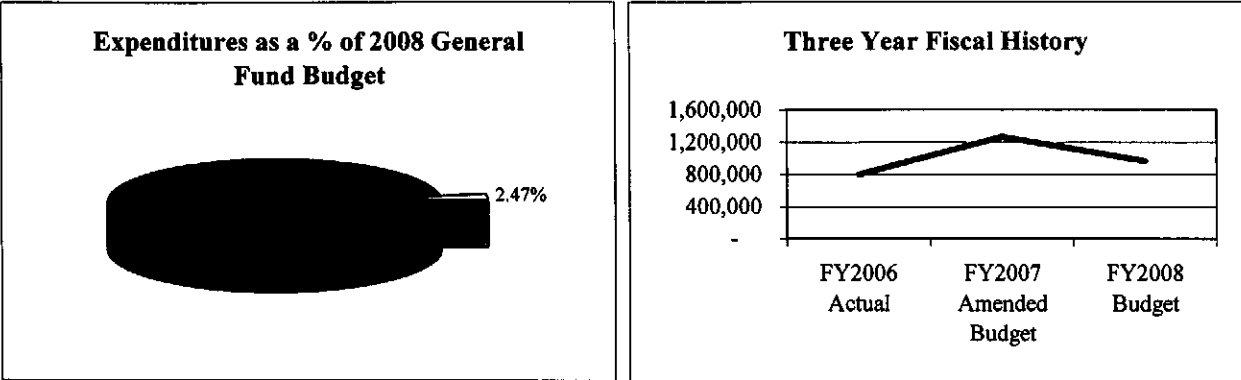 Expenditures as a % of 2008 General
Fund Budget
2.47%
Three Year Fiscal History
1,600,000
1,200,000
800,000
400,000
-
FY2006
Actual
FY2007
Amended
Budget
FY2008
Budget